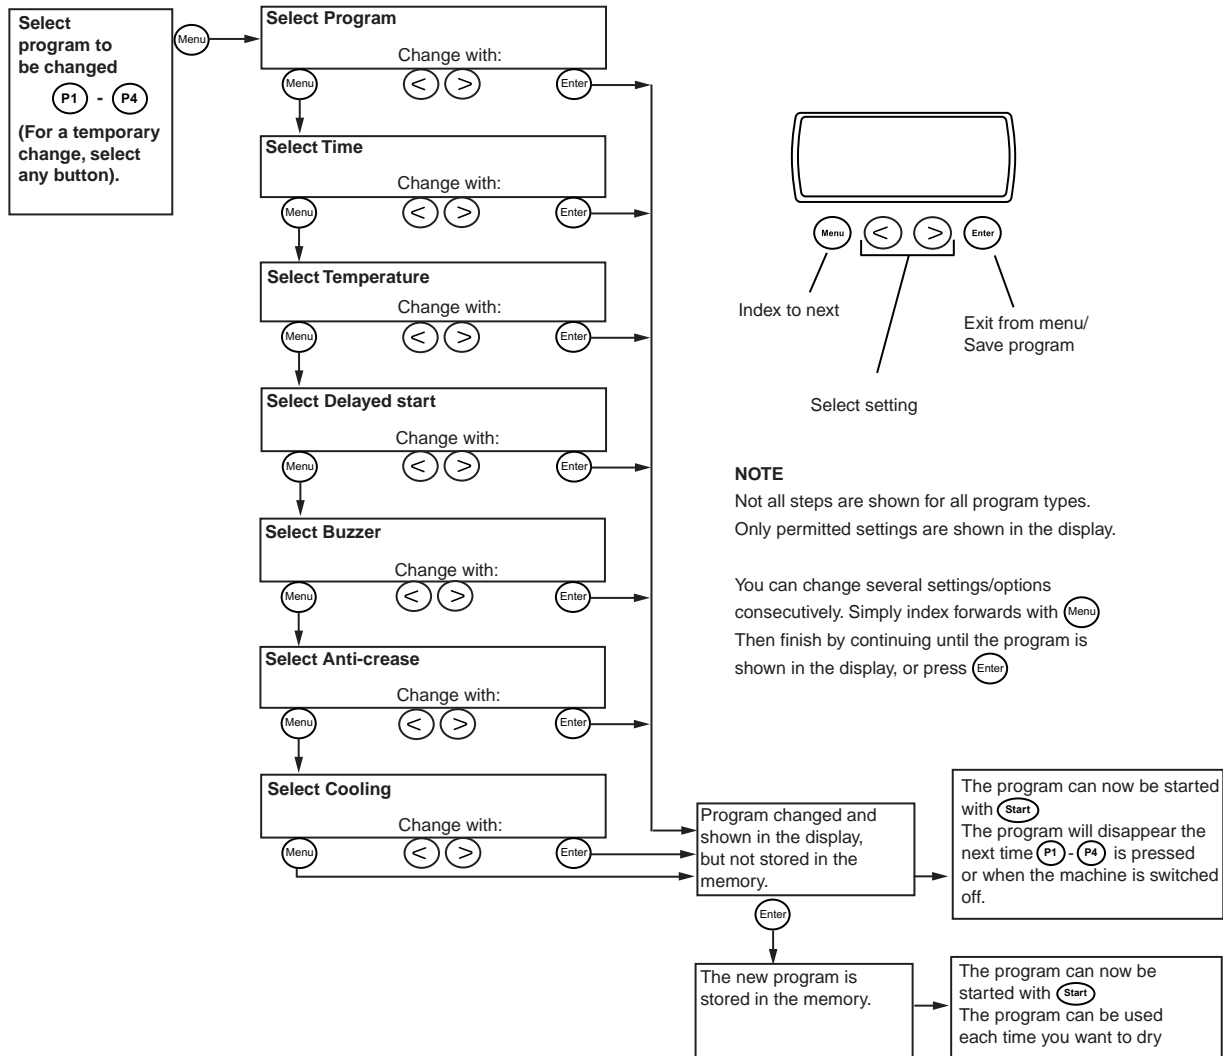 Select
program to
be changed
P1 - P4
(For a temporary
change, select
any button).
Menu
Select Program
Change with:
Menu < > Enter
Select Time
Change with:
Menu < > Enter
Select Temperature
Change with:
Menu < > Enter
Select Delayed start
Change with:
Menu < > Enter
Select Buzzer
Change with:
Menu < > Enter
Select Anti-crease
Change with:
Menu < > Enter
Select Cooling
Change with:
Menu < > Enter
Menu < > Enter
Index to next
Exit from menu/
Save program
Select setting
NOTE
Not all steps are shown for all program types.
Only permitted settings are shown in the display.
You can change several settings/options
consecutively. Simply index forwards with Menu
Then finish by continuing until the program is
shown in the display, or press Enter
Program changed and
shown in the display,
but not stored in the
memory.
The program can now be started
with Start
The program will disappear the
next time P1 - P4 is pressed
or when the machine is switched
off.
Enter
The new program is
stored in the memory.
The program can now be
started with Start
The program can be used
each time you want to dry